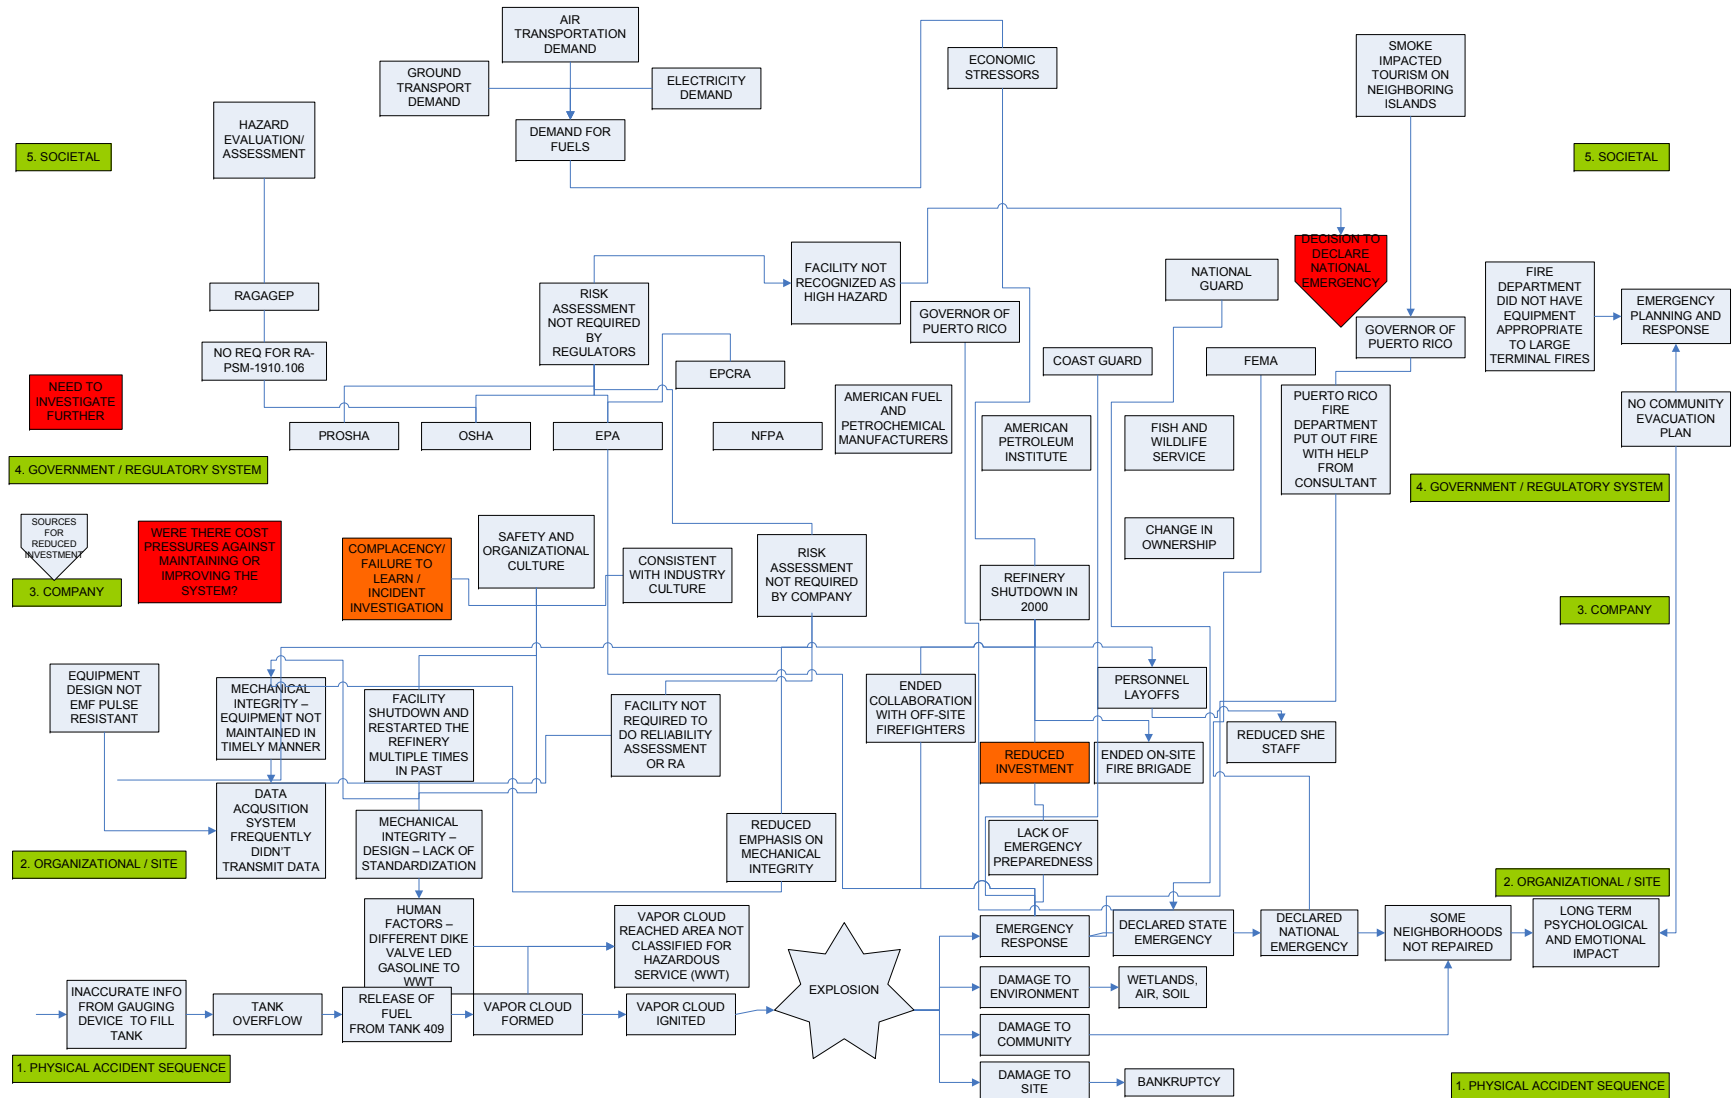 AIR
TRANSPORTATION
DEMAND
GROUND
TRANSPORT
DEMAND
ELECTRICITY
DEMAND
ECONOMIC
STRESSORS
SMOKE
IMPACTED
TOURISM ON
NEIGHBORING
ISLANDS
HAZARD
EVALUATION/
ASSESSMENT
DEMAND FOR
FUELS
5. SOCIETAL
5. SOCIETAL
FACILITY NOT
RECOGNIZED AS
HIGH HAZARD
DECISION TO
DECLARE
NATIONAL
EMERGENCY
NATIONAL
GUARD
FIRE
DEPARTMENT
DID NOT HAVE
EQUIPMENT
APPROPRIATE
TO LARGE
TERMINAL FIRES
EMERGENCY
PLANNING AND
RESPONSE
RAGAGEP
RISK
ASSESSMENT
NOT REQUIRED
BY
REGULATORS
GOVERNOR OF
PUERTO RICO
GOVERNOR OF
PUERTO RICO
NO REQ FOR RA-
PSM-1910.106
EPCRA
COAST GUARD
FEMA
NEED TO
INVESTIGATE
FURTHER
AMERICAN FUEL
AND
PETROCHEMICAL
MANUFACTURERS
PUERTO RICO
FIRE
DEPARTMENT
PUT OUT FIRE
WITH HELP
FROM
CONSULTANT
NO COMMUNITY
EVACUATION
PLAN
PROSHA
OSHA
EPA
NFPA
AMERICAN
PETROLEUM
INSTITUTE
FISH AND
WILDLIFE
SERVICE
4. GOVERNMENT / REGULATORY SYSTEM
4. GOVERNMENT / REGULATORY SYSTEM
SOURCES
FOR
REDUCED
INVESTMENT
WERE THERE COST
PRESSURES AGAINST
MAINTAINING OR
IMPROVING THE
SYSTEM?
COMPLACENCY/
FAILURE TO
LEARN /
INCIDENT
INVESTIGATION
SAFETY AND
ORGANIZATIONAL
CULTURE
CONSISTENT
WITH INDUSTRY
CULTURE
RISK
ASSESSMENT
NOT REQUIRED
BY COMPANY
CHANGE IN
OWNERSHIP
REFINERY
SHUTDOWN IN
2000
3. COMPANY
3. COMPANY
EQUIPMENT
DESIGN NOT
EMF PULSE
RESISTANT
MECHANICAL
INTEGRITY –
EQUIPMENT NOT
MAINTAINED IN
TIMELY MANNER
FACILITY
SHUTDOWN AND
RESTARTED THE
REFINERY
MULTIPLE TIMES
IN PAST
FACILITY NOT
REQUIRED TO
DO RELIABILITY
ASSESSMENT
OR RA
ENDED
COLLABORATION
WITH OFF-SITE
FIREFIGHTERS
PERSONNEL
LAYOFFS
REDUCED SHE
STAFF
REDUCED
INVESTMENT
ENDED ON-SITE
FIRE BRIGADE
DATA
ACQUSITION
SYSTEM
FREQUENTLY
DIDN'T
TRANSMIT DATA
MECHANICAL
INTEGRITY –
DESIGN – LACK OF
STANDARDIZATION
REDUCED
EMPHASIS ON
MECHANICAL
INTEGRITY
LACK OF
EMERGENCY
PREPAREDNESS
2. ORGANIZATIONAL / SITE
2. ORGANIZATIONAL / SITE
HUMAN
FACTORS –
DIFFERENT DIKE
VALVE LED
GASOLINE TO
WWT
VAPOR CLOUD
REACHED AREA NOT
CLASSIFIED FOR
HAZARDOUS
SERVICE (WWT)
EMERGENCY
RESPONSE
DECLARED STATE
EMERGENCY
DECLARED
NATIONAL
EMERGENCY
SOME
NEIGHBORHOODS
NOT REPAIRED
LONG TERM
PSYCHOLOGICAL
AND EMOTIONAL
IMPACT
INACCURATE INFO
FROM GAUGING
DEVICE TO FILL
TANK
TANK
OVERFLOW
RELEASE OF
FUEL
FROM TANK 409
VAPOR CLOUD
FORMED
VAPOR CLOUD
IGNITED
EXPLOSION
DAMAGE TO
ENVIRONMENT
WETLANDS,
AIR, SOIL
DAMAGE TO
COMMUNITY
DAMAGE TO
SITE
BANKRUPTCY
1. PHYSICAL ACCIDENT SEQUENCE
1. PHYSICAL ACCIDENT SEQUENCE